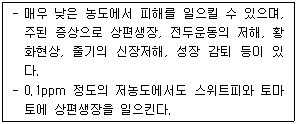 - 매우 낮은 농도에서 피해를 일으킬 수 있으며,
주된 증상으로 상편생장, 전두운동의 저해, 황
화현상, 줄기의 신장저해, 성장 감퇴 등이 있
다.
- 0.1ppm 정도의 저농도에서도 스위트피와 토마
토에 상편생장을 일으킨다.